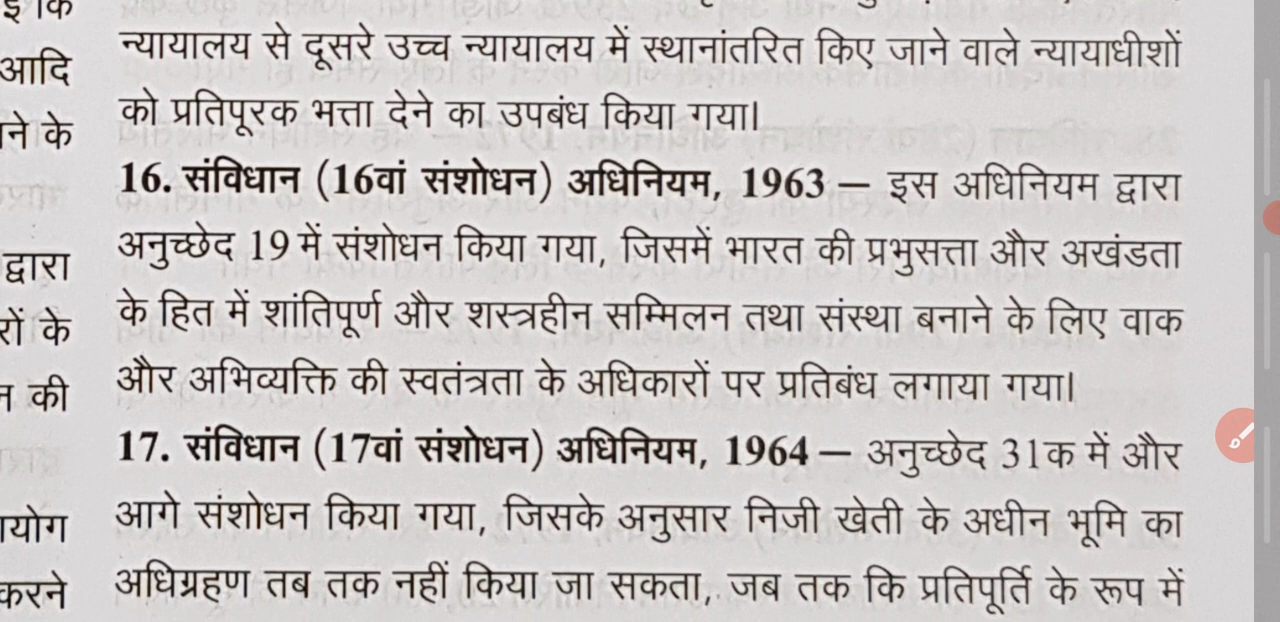 न्यायालय से दूसरे उच्च न्यायालय में स्थानांतरित किए जाने वाले न्यायाधीशों
आदि
को प्रतिपूरक भत्ता देने का उपबंध किया गया।
ने के
16. संविधान (16वां संशोधन) अधिनियम, 1963 — इस अधिनियम द्वारा
अनुच्छेद 19 में संशोधन किया गया, जिसमें भारत की प्रभुसत्ता और अखंडता
द्वारा
के हित में शांतिपूर्ण और शस्त्रहीन सम्मिलन तथा संस्था बनाने के लिए वाक
रों के
और अभिव्यक्ति की स्वतंत्रता के अधिकारों पर प्रतिबंध लगाया गया।
की
17. संविधान (17वां संशोधन) अधिनियम, 1964 — अनुच्छेद 31क में और
आगे संशोधन किया गया, जिसके अनुसार निजी खेती के अधीन भूमि का
योग
अधिग्रहण तब तक नहीं किया जा सकता, जब तक कि प्रतिपूर्ति के रूप में
करने